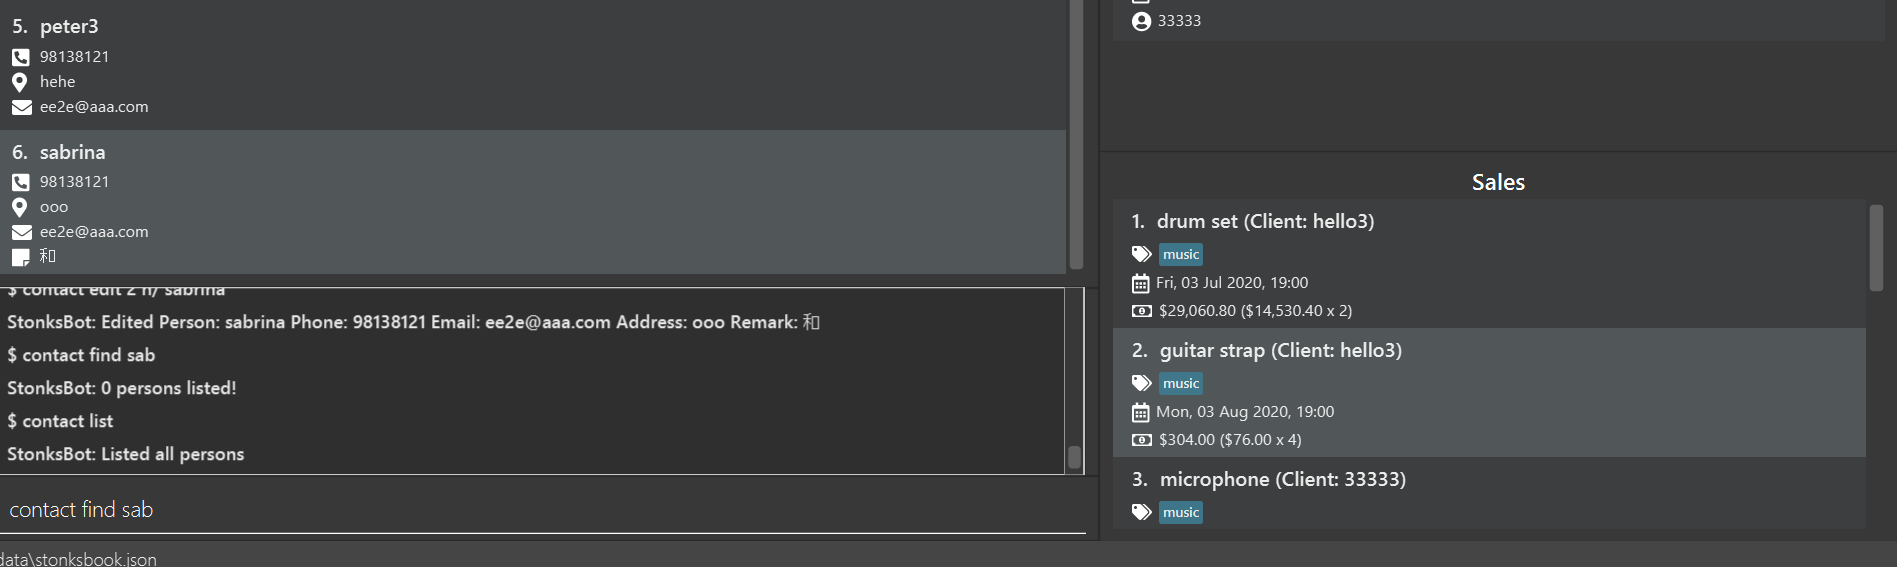 5. peter3
98138121
hehe
ee2e@aaa.com
6. sabrina
98138121
ooo
ee2e@aaa.com
和
$ contact edit 2 n/ sabrina
StonksBot: Edited Person: sabrina Phone: 98138121 Email: ee2e@aaa.com Address: ooo Remark: 和
$ contact find sab
StonksBot: 0 persons listed!
$ contact list
StonksBot: Listed all persons
contact find sab
data\stonksbook.json
33333
Sales
1. drum set (Client: hello3)
music
Fri, 03 Jul 2020, 19:00
$29,060.80 ($14,530.40 x 2)
2. guitar strap (Client: hello3)
music
Mon, 03 Aug 2020, 19:00
$304.00 ($76.00 x 4)
3. microphone (Client: 33333)
music